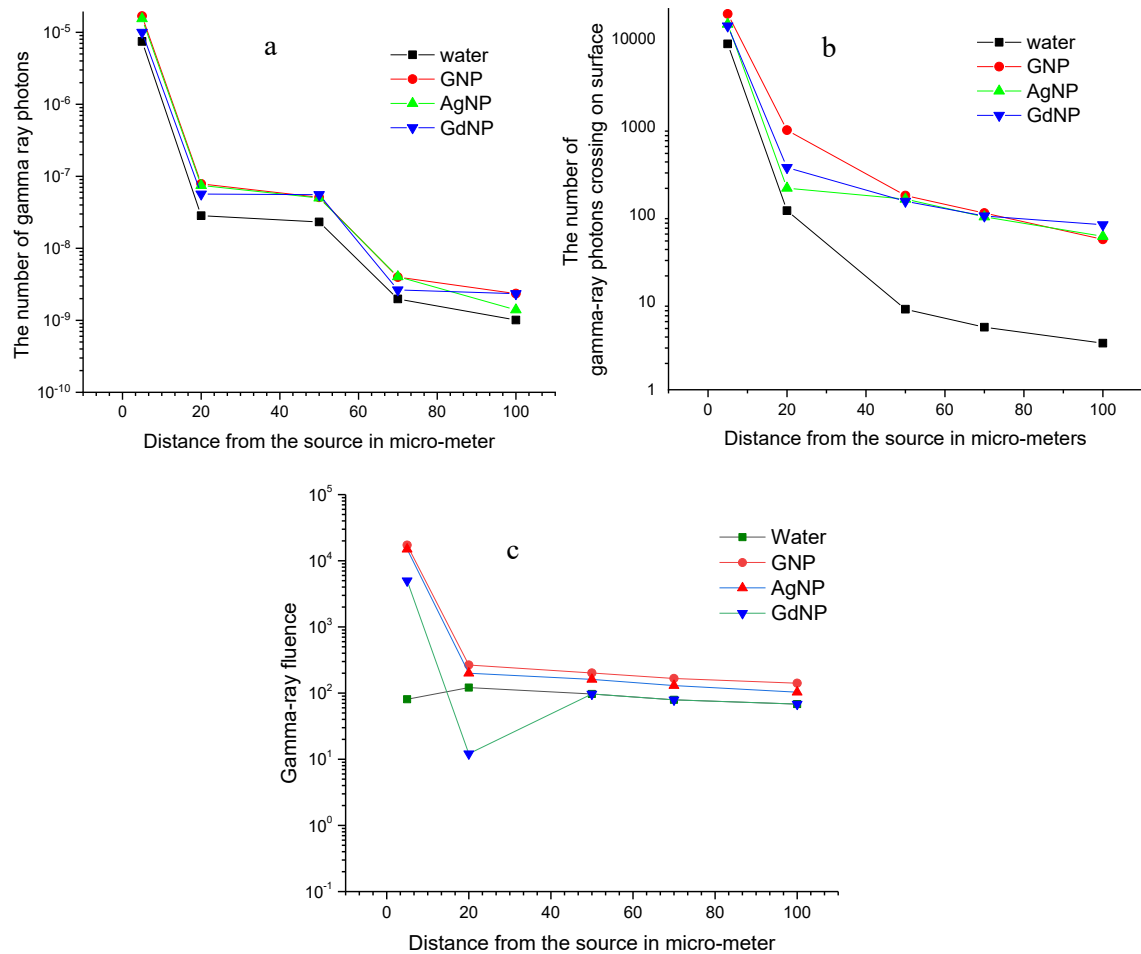 a
water
GNP
AgNP
GdNP
10^-5
10^-6
10^-7
10^-8
10^-9
10^-10
0 20 40 60 80 100
The number of gamma ray photons
Distance from the source in micro-meter
b
water
GNP
AgNP
GdNP
10000
1000
100
10
1
0 20 40 60 80 100
The number of
gamma-ray photons crossing on surface
Distance from the source in micro-meters
c
Water
GNP
AgNP
GdNP
10^5
10^4
10^3
10^2
10^1
10^0
10^-1
0 20 40 60 80 100
Gamma-ray fluence
Distance from the source in micro-meter